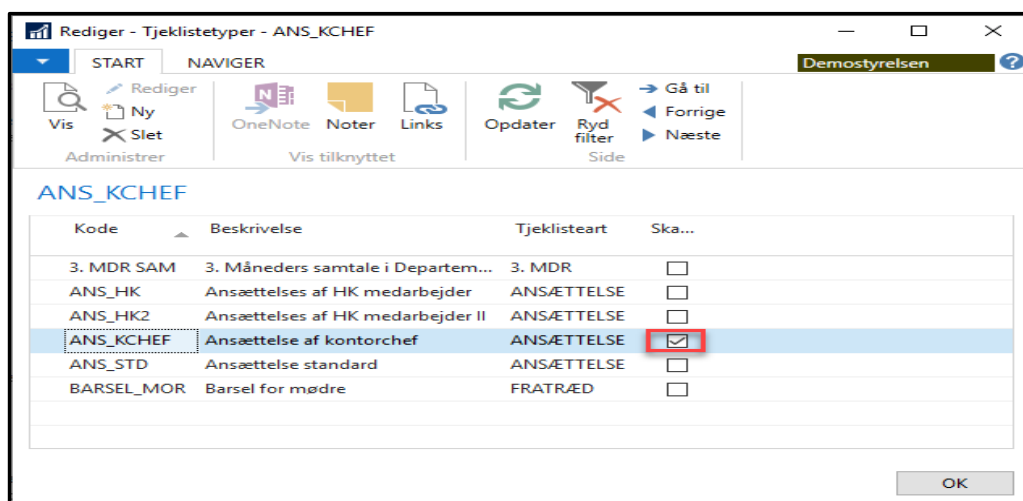 Rediger - Tjeklistetyper - ANS_KCHEF
START NAVIGER Demostyrelsen ?
Vis
Rediger
Ny
Slet
Administrer
OneNote Noter Links
Vis tilknyttet
Opdater Ryd filter
Gå til
Forrige
Næste
Side
ANS_KCHEF
Kode Beskrivelse Tjeklisteart Ska...
3. MDR SAM 3. Måneders samtale i Departem... 3. MDR
ANS_HK Ansættelses af HK medarbejder ANSÆTTELSE
ANS_HK2 Ansættelses af HK medarbejder II ANSÆTTELSE
ANS_KCHEF Ansættelse af kontorchef ANSÆTTELSE
ANS_STD Ansættelse standard ANSÆTTELSE
BARSEL_MOR Barsel for mødre FRATRÆD
OK